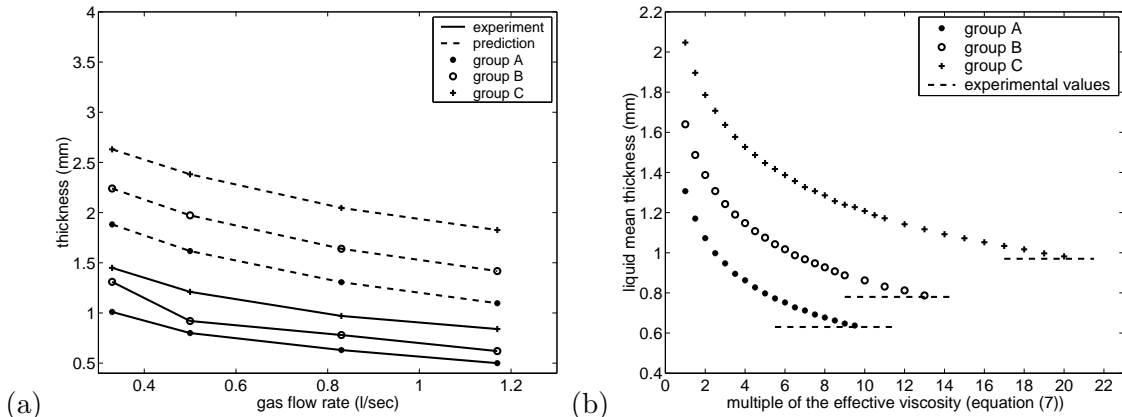 4
3.5
3
2.5
2
1.5
1
0.5
thickness (mm)
0.4
0.6
0.8
1
1.2
gas flow rate (l/sec)
experiment
prediction
group A
group B
group C
(a)
2.2
2
1.8
1.6
1.4
1.2
1
0.8
0.6
0.4
liquid mean thickness (mm)
0 2 4 6 8 10 12 14 16 18 20 22
multiple of the effective viscosity (equation (7))
group A
group B
group C
experimental values
(b)